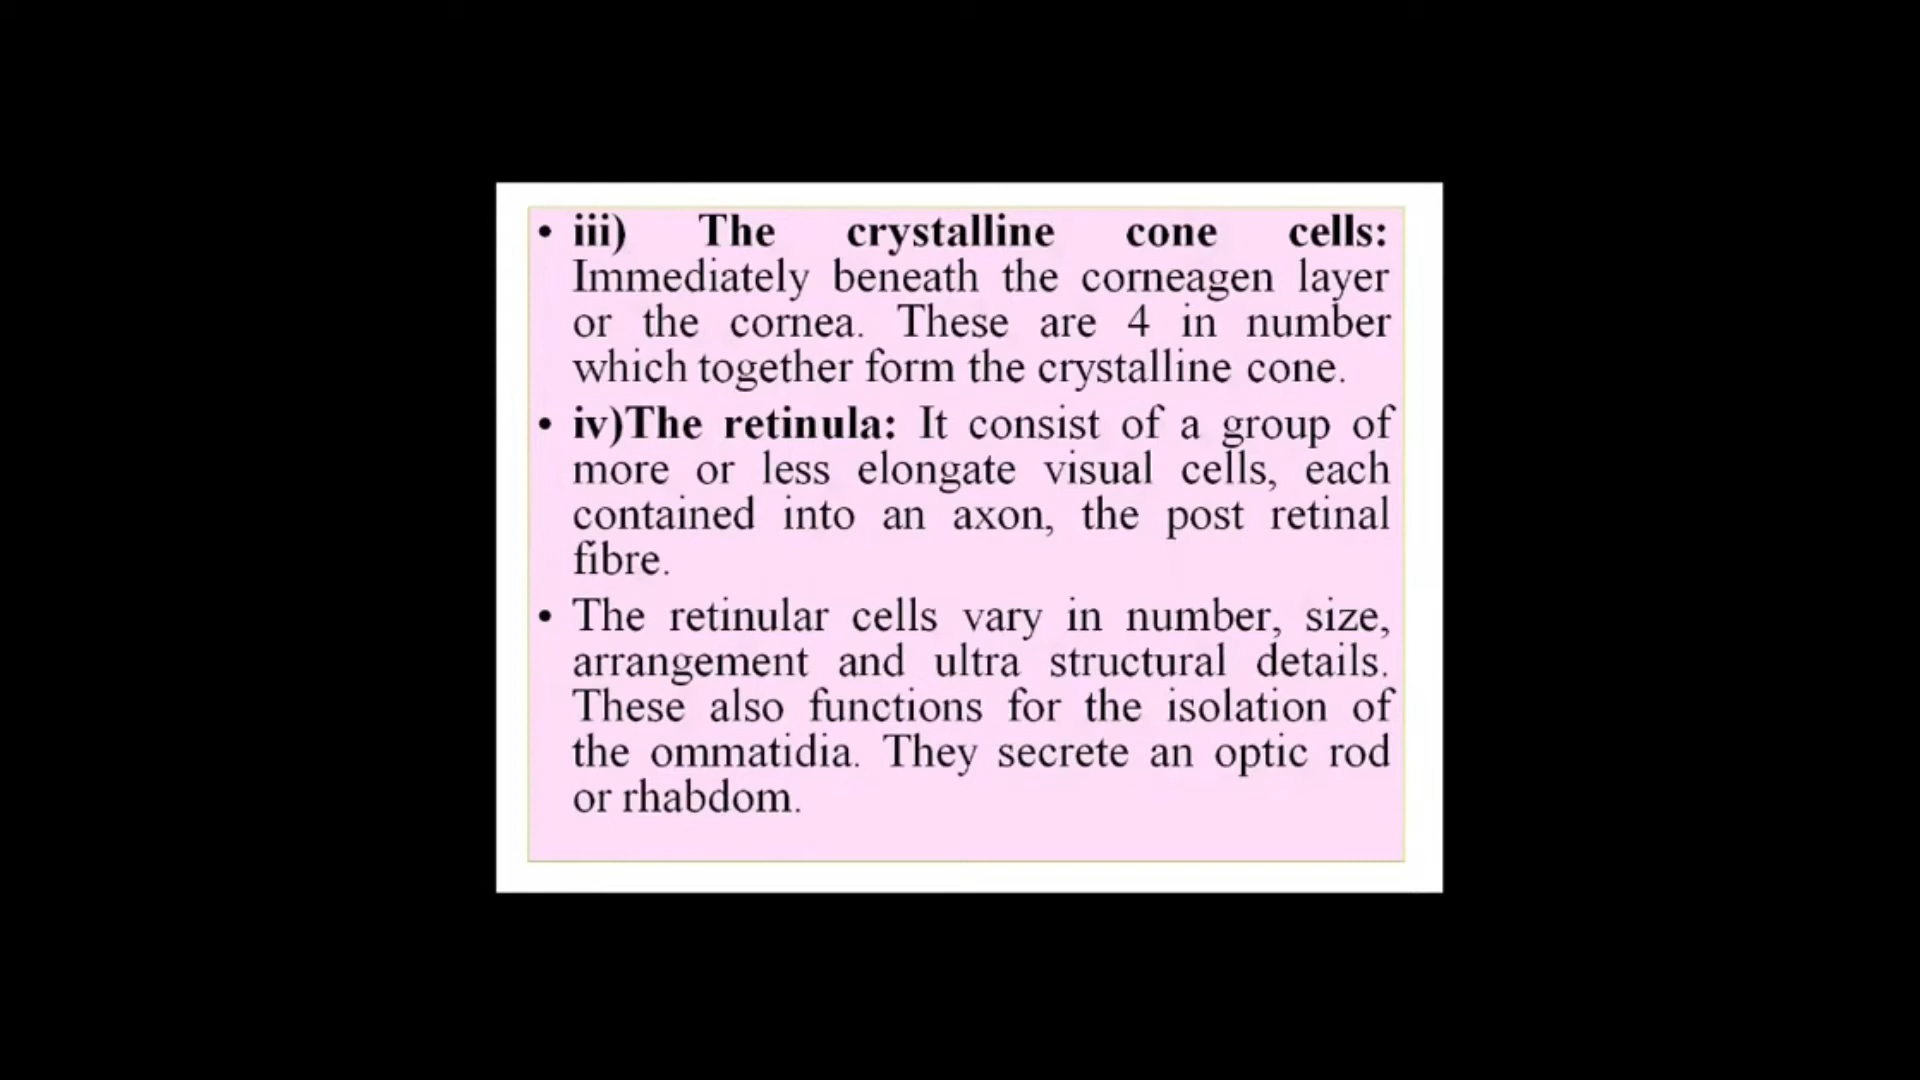 • iii) The crystalline cone cells:
Immediately beneath the corneagen layer
or the cornea. These are 4 in number
which together form the crystalline cone.
• iv)The retinula: It consist of a group of
more or less elongate visual cells, each
contained into an axon, the post retinal
fibre.
• The retinular cells vary in number, size,
arrangement and ultra structural details.
These also functions for the isolation of
the ommatidia. They secrete an optic rod
or rhabdom.